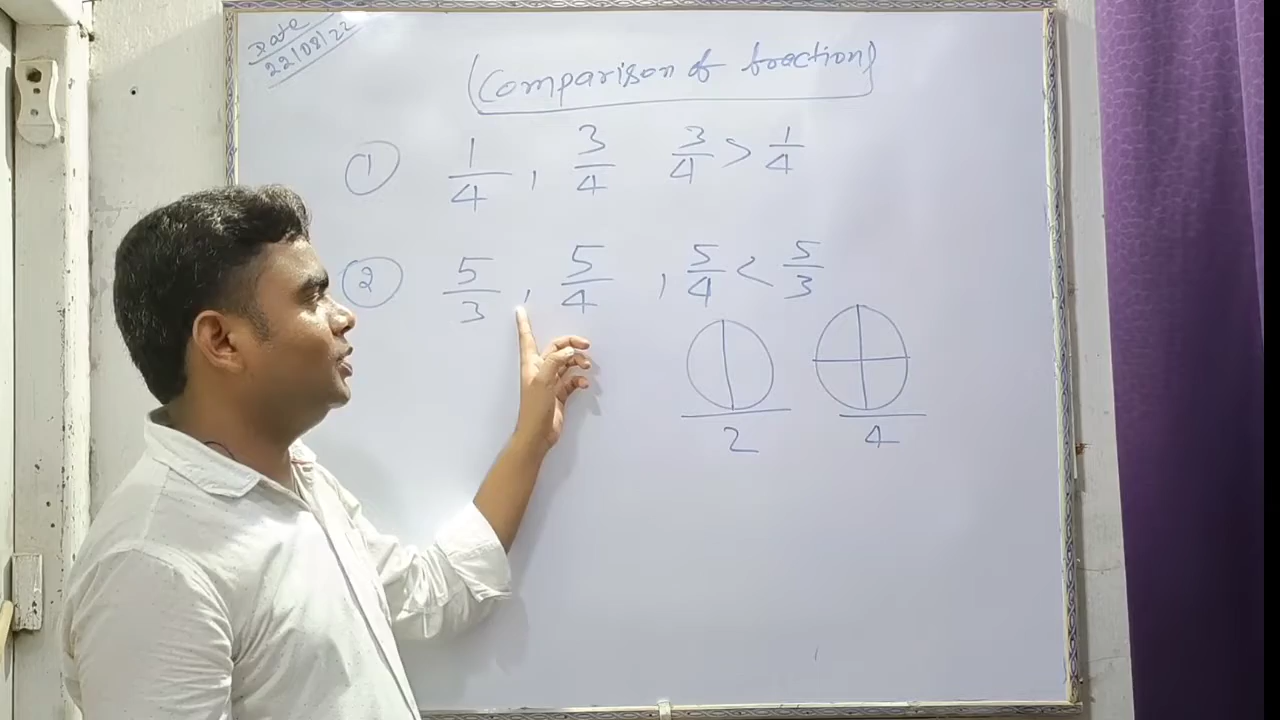 Date
22/08/22
Comparison of fraction
① 1/4 , 3/4 3/4 > 1/4
② 5/3 , 5/4 , 5/4 < 5/3
2 4